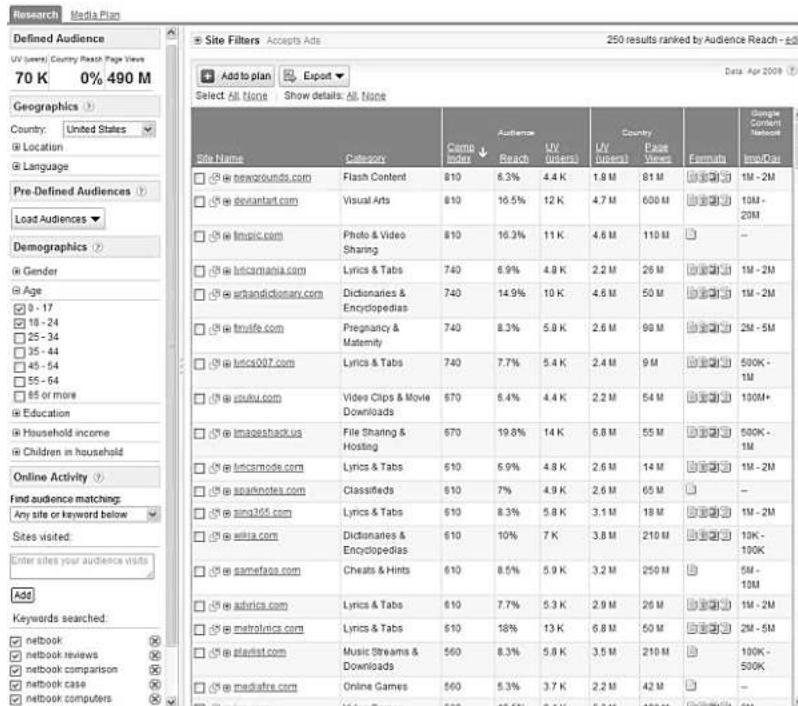 Research Media Plan
Defined Audience
UV (users) Country Reach Page Views
70 K 0% 490 M
Geographics
Country: United States
Location
Language
Pre-Defined Audiences
Load Audiences
Demographics
Gender
Age
0 - 17
18 - 24
25 - 34
35 - 44
45 - 54
55 - 64
65 or more
Education
Household income
Children in household
Online Activity
Find audience matching:
Any site or keyword below
Sites visited:
Enter sites your audience visits
Add
Keywords searched:
netbook
netbook reviews
netbook comparison
netbook case
netbook computers
Site Filters Accepts Ads
250 results ranked by Audience Reach -
Add to plan Export
Data: Apr 2009
Select: All, None Show details: All, None
Audience Country Google Content Network
Site Name Category Comp Index Reach UV (users) UV (users) Page Views Formats Imp/Day
newgrounds.com Flash Content 810 6.3% 4.4 K 1.8 M 81 M 1M - 2M
deviantart.com Visual Arts 810 16.5% 12 K 4.7 M 600 M 10M - 20M
tinypic.com Photo & Video Sharing 810 16.3% 11 K 4.6 M 110 M --
lyricsmania.com Lyrics & Tabs 740 6.9% 4.8 K 2.2 M 26 M 1M - 2M
urbandictionary.com Dictionaries & Encyclopedias 740 14.9% 10 K 4.6 M 50 M 1M - 2M
tmylife.com Pregnancy & Maternity 740 8.3% 5.8 K 2.6 M 98 M 2M - 5M
lyrics007.com Lyrics & Tabs 740 7.7% 5.4 K 2.4 M 9 M 500K - 1M
youku.com Video Clips & Movie Downloads 670 6.4% 4.4 K 2.2 M 54 M 100M+
imageshack.us File Sharing & Hosting 670 19.8% 14 K 6.8 M 55 M 500K - 1M
lyricsmode.com Lyrics & Tabs 610 6.9% 4.8 K 2.6 M 14 M 1M - 2M
sparknotes.com Classifieds 610 7% 4.9 K 2.6 M 65 M --
sing365.com Lyrics & Tabs 610 8.3% 5.8 K 3.1 M 18 M 1M - 2M
wikia.com Dictionaries & Encyclopedias 610 10% 7 K 3.8 M 210 M 10K - 100K
gamefaqs.com Cheats & Hints 610 8.5% 5.9 K 3.2 M 250 M 5M - 10M
azlyrics.com Lyrics & Tabs 610 7.7% 5.3 K 2.9 M 26 M 1M - 2M
metrolyrics.com Lyrics & Tabs 610 18% 13 K 6.8 M 50 M 2M - 5M
playlist.com Music Streams & Downloads 560 8.3% 5.8 K 3.5 M 210 M 100K - 500K
mediafire.com Online Games 560 5.3% 3.7 K 2.2 M 42 M --